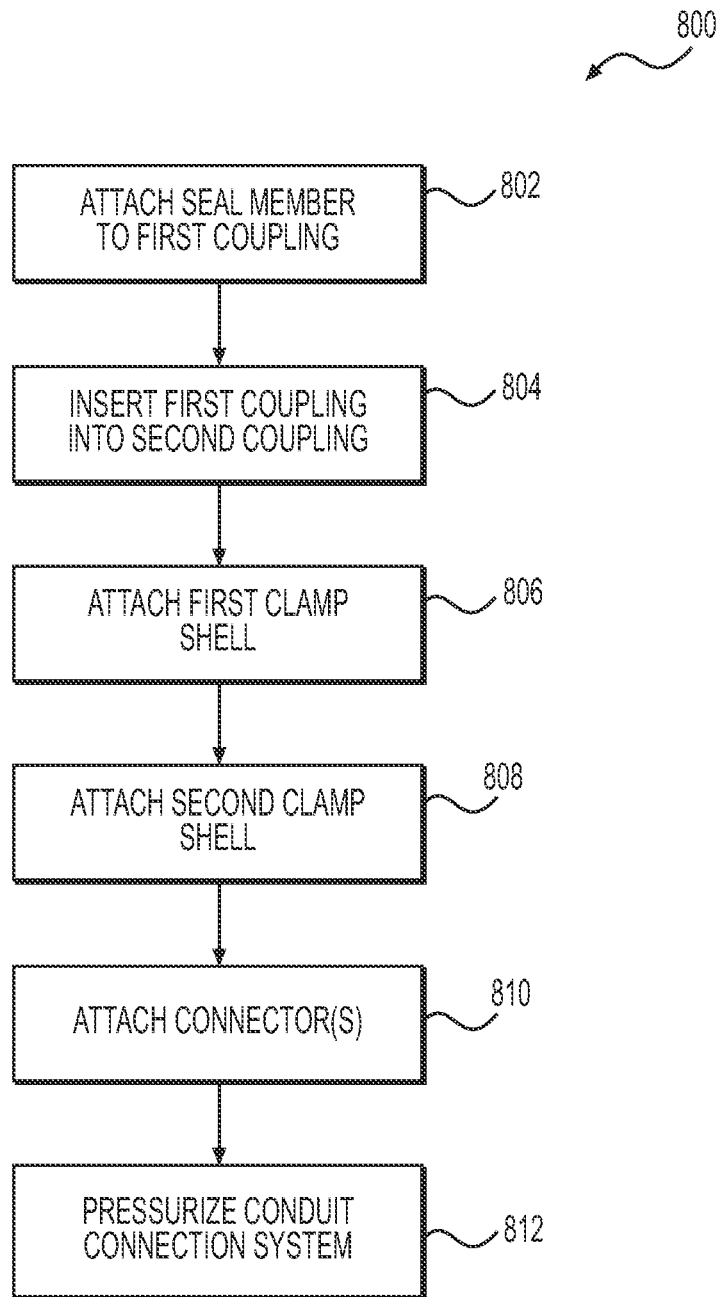 800
ATTACH SEAL MEMBER
TO FIRST COUPLING
802
INSERT FIRST COUPLING
INTO SECOND COUPLING
804
ATTACH FIRST CLAMP
SHELL
806
ATTACH SECOND CLAMP
SHELL
808
ATTACH CONNECTOR(S)
810
PRESSURIZE CONDUIT
CONNECTION SYSTEM
812